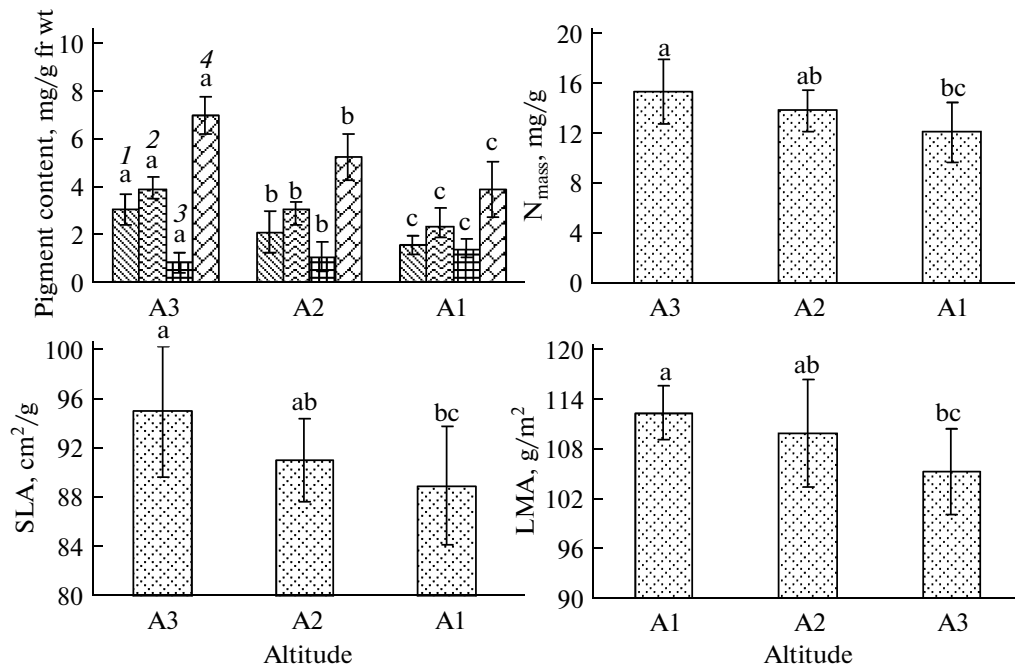 Pigment content, mg/g fr wt
10
8
6
4
2
0
1
a
2
a
3
a
4
a
b
b
b
b
c
c
c
c
A3
A2
A1
N_mass, mg/g
20
16
12
8
4
0
a
ab
bc
A3
A2
A1
SLA, cm²/g
100
96
92
88
84
80
a
ab
bc
A3
A2
A1
Altitude
LMA, g/m²
120
114
108
102
96
90
a
ab
bc
A1
A2
A3
Altitude